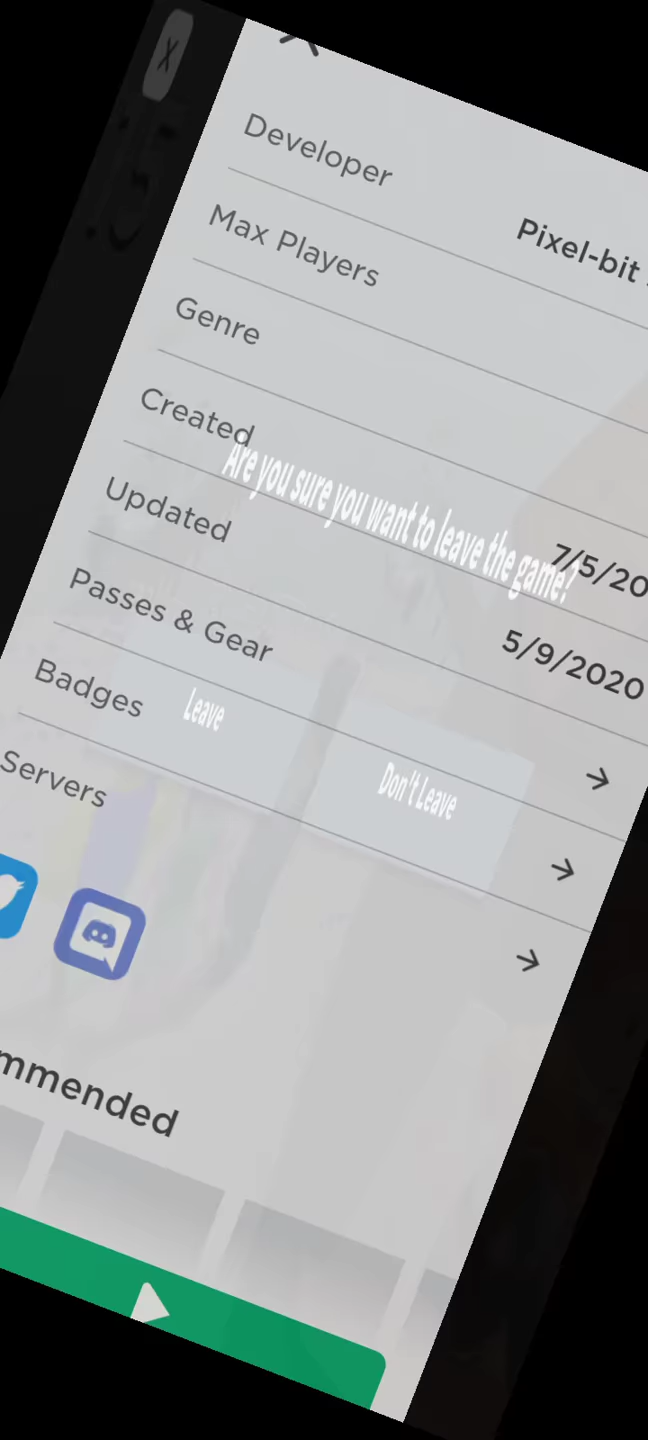 Developer
Pixel-bit
Max Players
Genre
Created
7/5/20
Are you sure you want to leave the game?
Updated
5/9/2020
Passes & Gear
Badges
Leave
Don't Leave
Servers
mmended